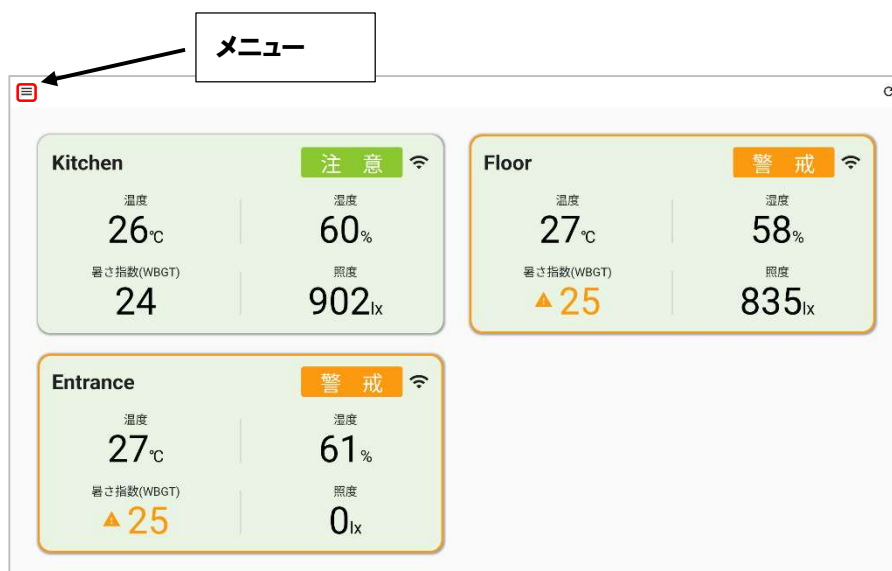 メニュー
Kitchen 注 意
温度 湿度
26℃ 60%
暑さ指数(WBGT) 照度
24 902lx
Floor 警 戒
温度 湿度
27℃ 58%
暑さ指数(WBGT) 照度
25 835lx
Entrance 警 戒
温度 湿度
27℃ 61%
暑さ指数(WBGT) 照度
25 0lx